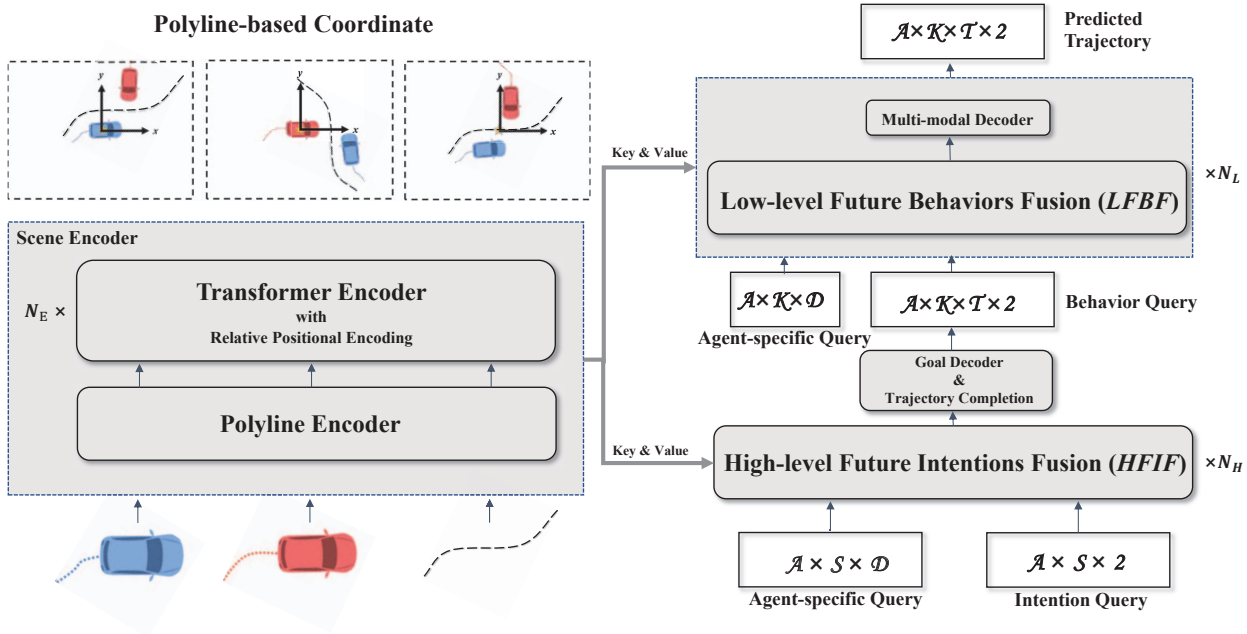 Polyline-based Coordinate
y
x
y
x
y
x
Scene Encoder
N_E ×
Transformer Encoder
with
Relative Positional Encoding
Polyline Encoder
Key & Value
Key & Value
𝒜×𝒦×𝒯×2
Predicted
Trajectory
Multi-modal Decoder
Low-level Future Behaviors Fusion (LFBF)
×N_L
𝒜×𝒦×𝒟
Agent-specific Query
𝒜×𝒦×𝒯×2
Behavior Query
Goal Decoder
&
Trajectory Completion
High-level Future Intentions Fusion (HFIF)
×N_H
𝒜 × 𝒮 × 𝒟
Agent-specific Query
𝒜 × 𝒮 × 2
Intention Query